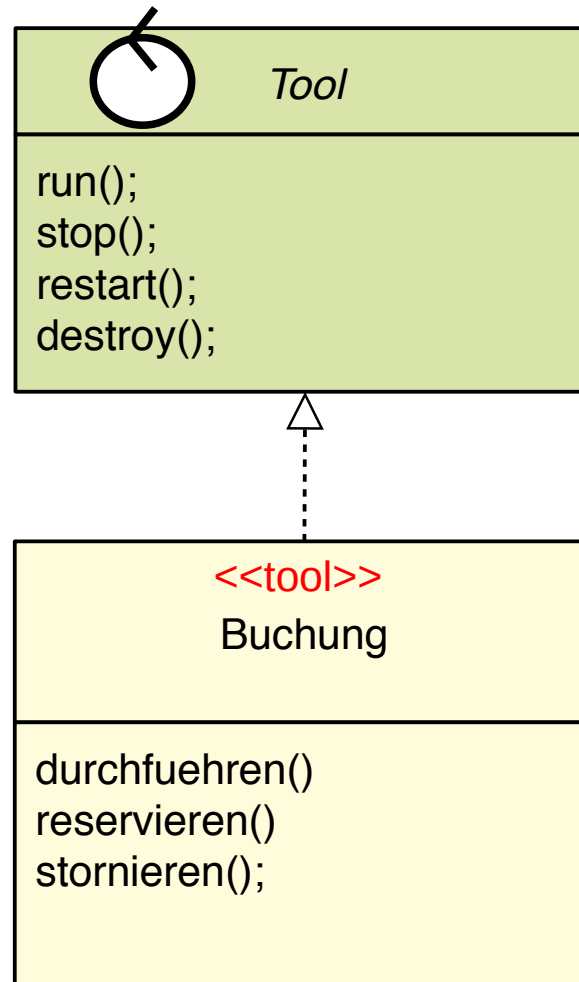 Tool
run();
stop();
restart();
destroy();
<<tool>>
Buchung
durchfuehren()
reservieren()
stornieren();